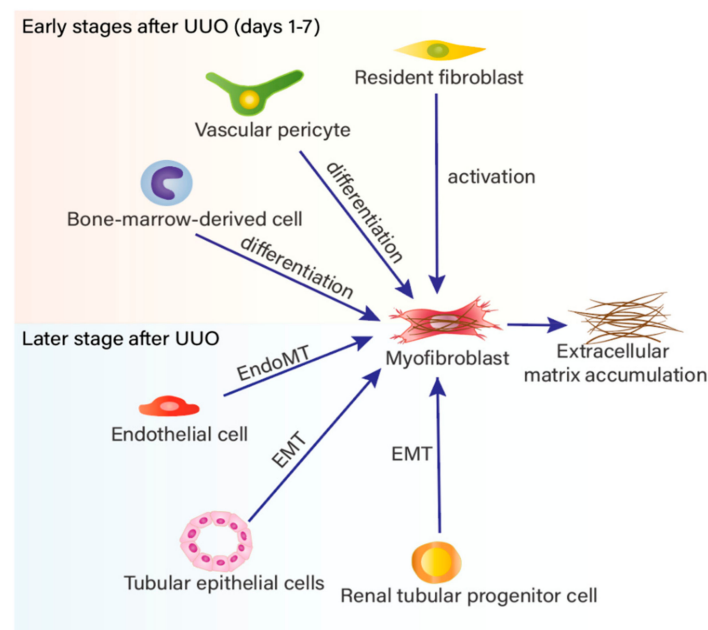 Early stages after UUO (days 1-7)
Resident fibroblast
Vascular pericyte
differentiation
activation
Bone-marrow-derived cell
differentiation
Later stage after UUO
Myofibroblast
Extracellular
matrix accumulation
EndoMT
Endothelial cell
EMT
EMT
Tubular epithelial cells
Renal tubular progenitor cell